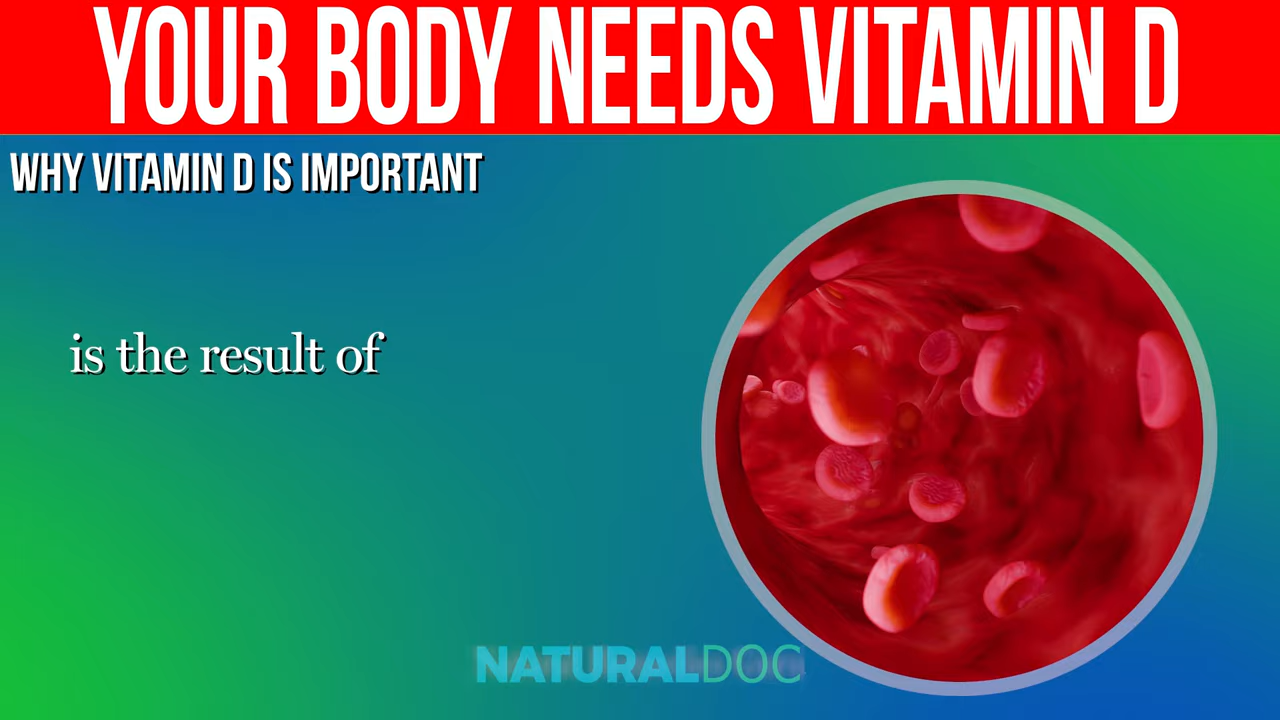 YOUR BODY NEEDS VITAMIN D
WHY VITAMIN D IS IMPORTANT
is the result of
NATURALDOC